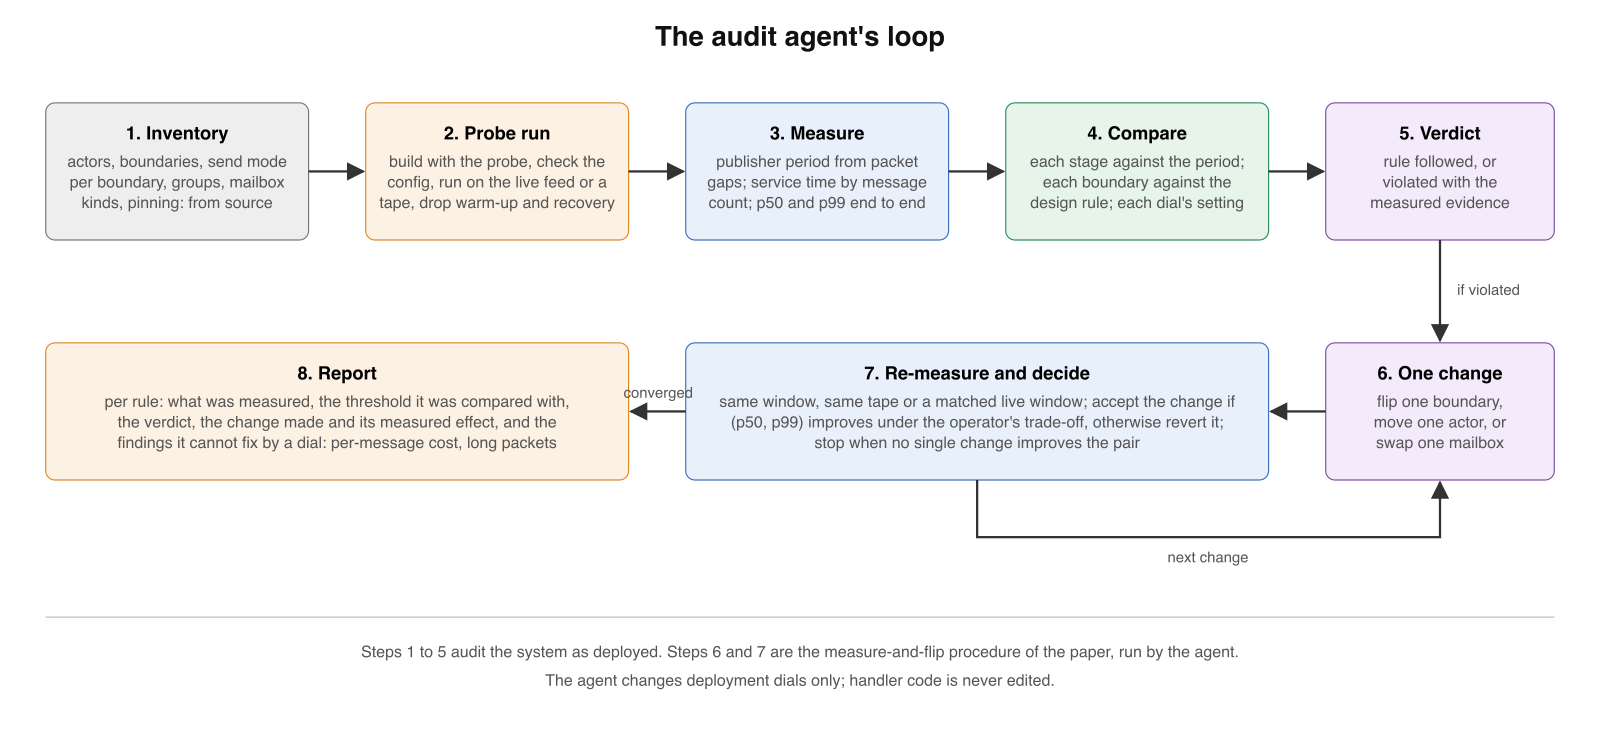 The audit agent's loop
1. Inventory
actors, boundaries, send mode
per boundary, groups, mailbox
kinds, pinning: from source
2. Probe run
build with the probe, check the
config, run on the live feed or a
tape, drop warm-up and recovery
3. Measure
publisher period from packet
gaps; service time by message
count; p50 and p99 end to end
4. Compare
each stage against the period;
each boundary against the
design rule; each dial's setting
5. Verdict
rule followed, or
violated with the
measured evidence
if violated
6. One change
flip one boundary,
move one actor, or
swap one mailbox
7. Re-measure and decide
same window, same tape or a matched live window; accept the change if
(p50, p99) improves under the operator's trade-off, otherwise revert it;
stop when no single change improves the pair
converged
8. Report
per rule: what was measured, the threshold it was compared with,
the verdict, the change made and its measured effect, and the
findings it cannot fix by a dial: per-message cost, long packets
next change
Steps 1 to 5 audit the system as deployed. Steps 6 and 7 are the measure-and-flip procedure of the paper, run by the agent.
The agent changes deployment dials only; handler code is never edited.